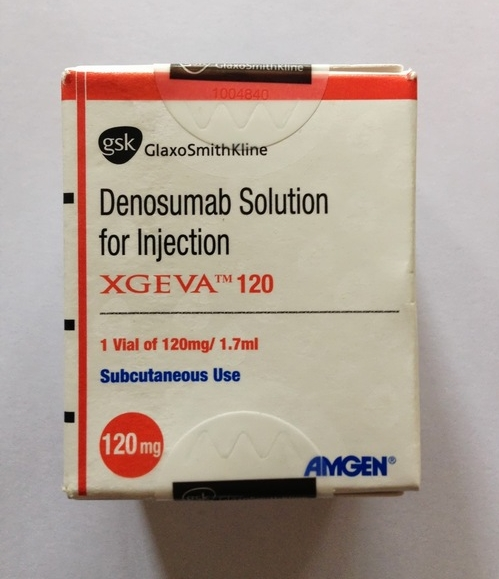 GlaxoSmithKline
1004840
gsk GlaxoSmithKline
Denosumab Solution
for Injection
XGEVA™ 120
1 Vial of 120mg/ 1.7ml
Subcutaneous Use
120 mg
AMGEN®
gsk